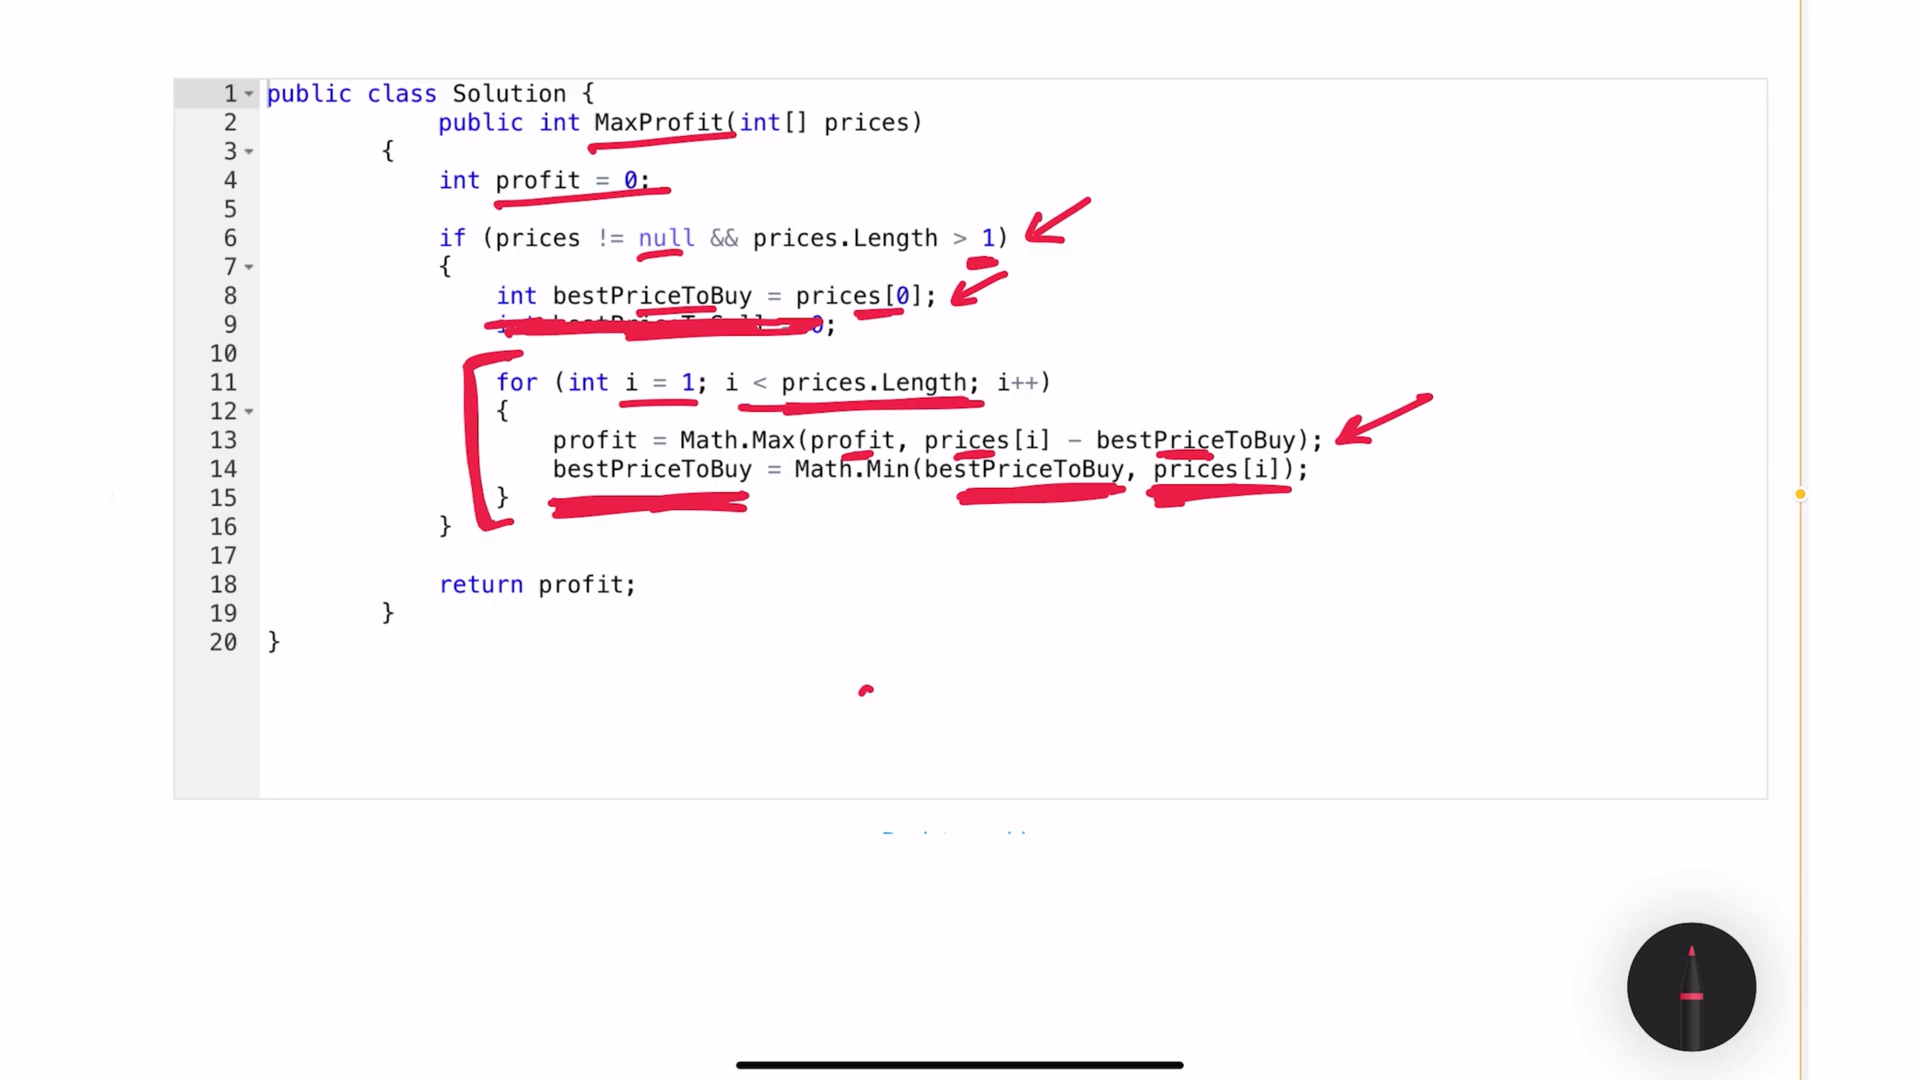 1 public class Solution {
2 public int MaxProfit(int[] prices)
3 {
4 int profit = 0;
5
6 if (prices != null && prices.Length > 1)
7 {
8 int bestPriceToBuy = prices[0];
9 int bestPriceToSell = 0;
10
11 for (int i = 1; i < prices.Length; i++)
12 {
13 profit = Math.Max(profit, prices[i] - bestPriceToBuy);
14 bestPriceToBuy = Math.Min(bestPriceToBuy, prices[i]);
15 }
16 }
17
18 return profit;
19 }
20 }